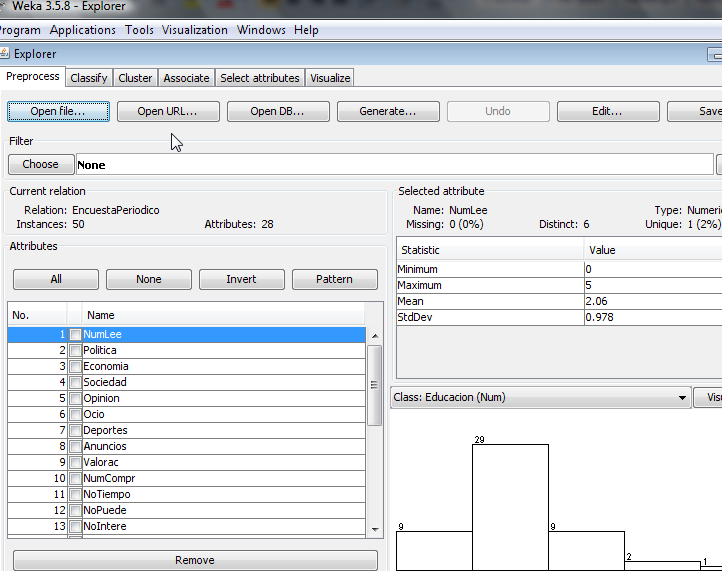 Weka 3.5.8 - Explorer
Program Applications Tools Visualization Windows Help
Explorer
Preprocess Classify Cluster Associate Select attributes Visualize
Open file... Open URL... Open DB... Generate... Undo Edit... Save
Filter
Choose None
Current relation
Relation: EncuestaPeriodico
Instances: 50 Attributes: 28
Attributes
All None Invert Pattern
No. Name
1 NumLee
2 Politica
3 Economia
4 Sociedad
5 Opinion
6 Ocio
7 Deportes
8 Anuncios
9 Valorac
10 NumCompr
11 NoTiempo
12 NoPuede
13 NoIntere
Remove
Selected attribute
Name: NumLee Type: Numeric
Missing: 0 (0%) Distinct: 6 Unique: 1 (2%)
Statistic Value
Minimum 0
Maximum 5
Mean 2.06
StdDev 0.978
Class: Educacion (Num) Visu
9 29 9 2 1